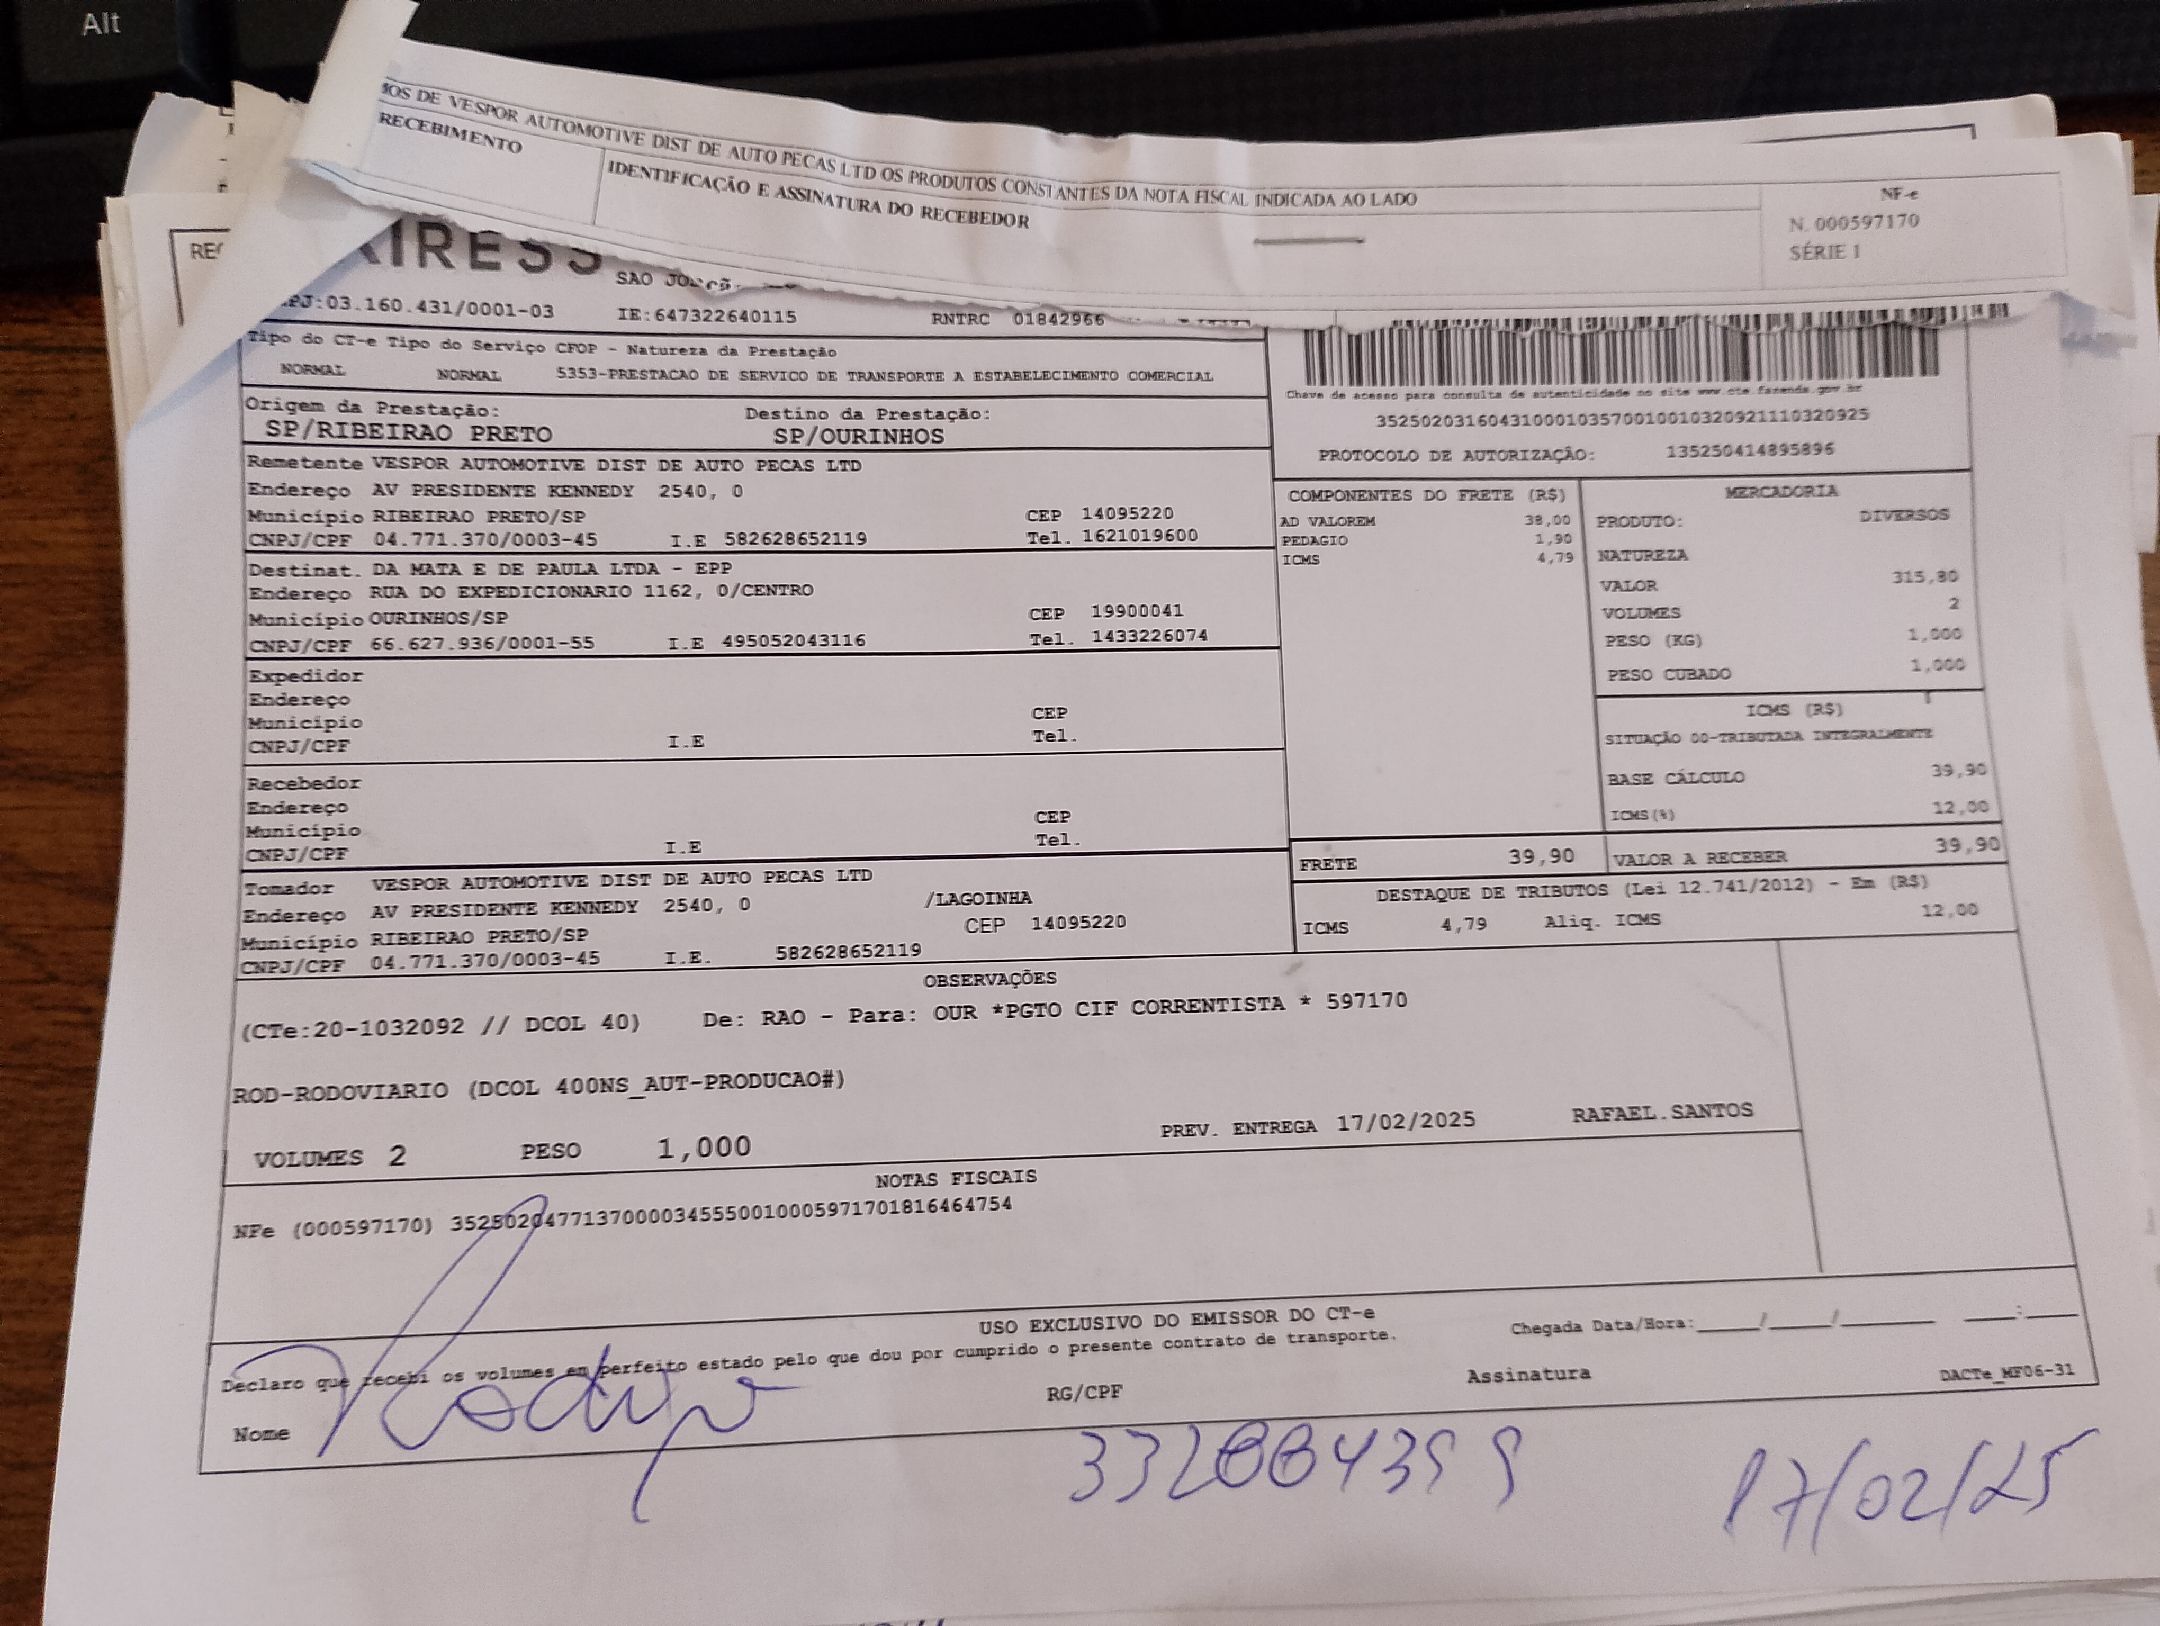 Alt
MOS DE VESPOR AUTOMOTIVE DIST DE AUTO PECAS LTD OS PRODUTOS CONSTANTES DA NOTA FISCAL INDICADA AO LADO
RECEBIMENTO
IDENTIFICAÇÃO E ASSINATURA DO RECEBEDOR
NF-e
N. 000597170
SÉRIE 1
REC
IRESS
SAO JO
PJ:03.160.431/0001-03 IE:647322640115 RNTRC 01842966
Tipo do CT-e Tipo do Serviço CFOP - Natureza da Prestação
NORMAL NORMAL 5353-PRESTACAO DE SERVICO DE TRANSPORTE A ESTABELECIMENTO COMERCIAL
Chave de acesso para consulta de autenticidade no site www.cte.fazenda.gov.br
35250203160431000103570010010320921110320925
PROTOCOLO DE AUTORIZAÇÃO: 135250414895896
Origem da Prestação: Destino da Prestação:
SP/RIBEIRAO PRETO SP/OURINHOS
Remetente VESPOR AUTOMOTIVE DIST DE AUTO PECAS LTD
Endereço AV PRESIDENTE KENNEDY 2540, 0
Município RIBEIRAO PRETO/SP CEP 14095220
CNPJ/CPF 04.771.370/0003-45 I.E 582628652119 Tel. 1621019600
Destinat. DA MATA E DE PAULA LTDA - EPP
Endereço RUA DO EXPEDICIONARIO 1162, 0/CENTRO
Município OURINHOS/SP CEP 19900041
CNPJ/CPF 66.627.936/0001-55 I.E 495052043116 Tel. 1433226074
Expedidor
Endereço
Município CEP
CNPJ/CPF I.E Tel.
Recebedor
Endereço
Município CEP
CNPJ/CPF I.E Tel.
Tomador VESPOR AUTOMOTIVE DIST DE AUTO PECAS LTD
Endereço AV PRESIDENTE KENNEDY 2540, 0 /LAGOINHA
Município RIBEIRAO PRETO/SP CEP 14095220
CNPJ/CPF 04.771.370/0003-45 I.E. 582628652119
COMPONENTES DO FRETE (R$)
AD VALOREM 38,00
PEDAGIO 1,90
ICMS 4,79
MERCADORIA
PRODUTO: DIVERSOS
NATUREZA
VALOR 315,80
VOLUMES 2
PESO (KG) 1,000
PESO CUBADO 1,000
ICMS (R$)
SITUAÇÃO 00-TRIBUTADA INTEGRALMENTE
BASE CÁLCULO 39,90
ICMS(%) 12,00
FRETE 39,90 VALOR A RECEBER 39,90
DESTAQUE DE TRIBUTOS (Lei 12.741/2012) - Em (R$)
ICMS 4,79 Aliq. ICMS 12,00
OBSERVAÇÕES
(CTe:20-1032092 // DCOL 40) De: RAO - Para: OUR *PGTO CIF CORRENTISTA * 597170
ROD-RODOVIARIO (DCOL 400NS_AUT-PRODUCAO#)
VOLUMES 2 PESO 1,000 PREV. ENTREGA 17/02/2025 RAFAEL.SANTOS
NOTAS FISCAIS
NFe (000597170) 35250204771370000345550010005971701816464754
USO EXCLUSIVO DO EMISSOR DO CT-e
Declaro que recebi os volumes em perfeito estado pelo que dou por cumprido o presente contrato de transporte.
Chegada Data/Hora:_____/_____/________ ____:____
Nome RG/CPF Assinatura
DACTe_MF06-31
17/02/25